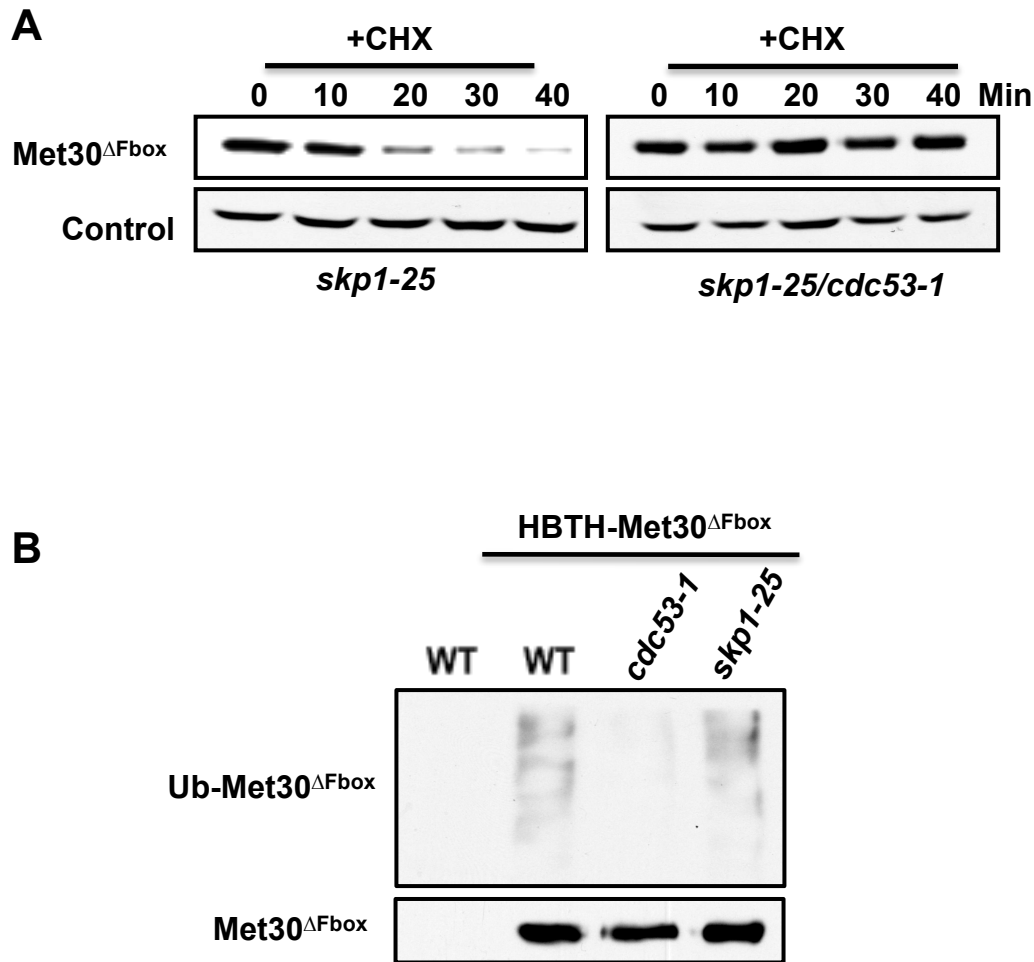 A
+CHX +CHX
0 10 20 30 40 0 10 20 30 40 Min
Met30ΔFbox
Control
skp1-25 skp1-25/cdc53-1
B
HBTH-Met30ΔFbox
WT WT cdc53-1 skp1-25
Ub-Met30ΔFbox
Met30ΔFbox